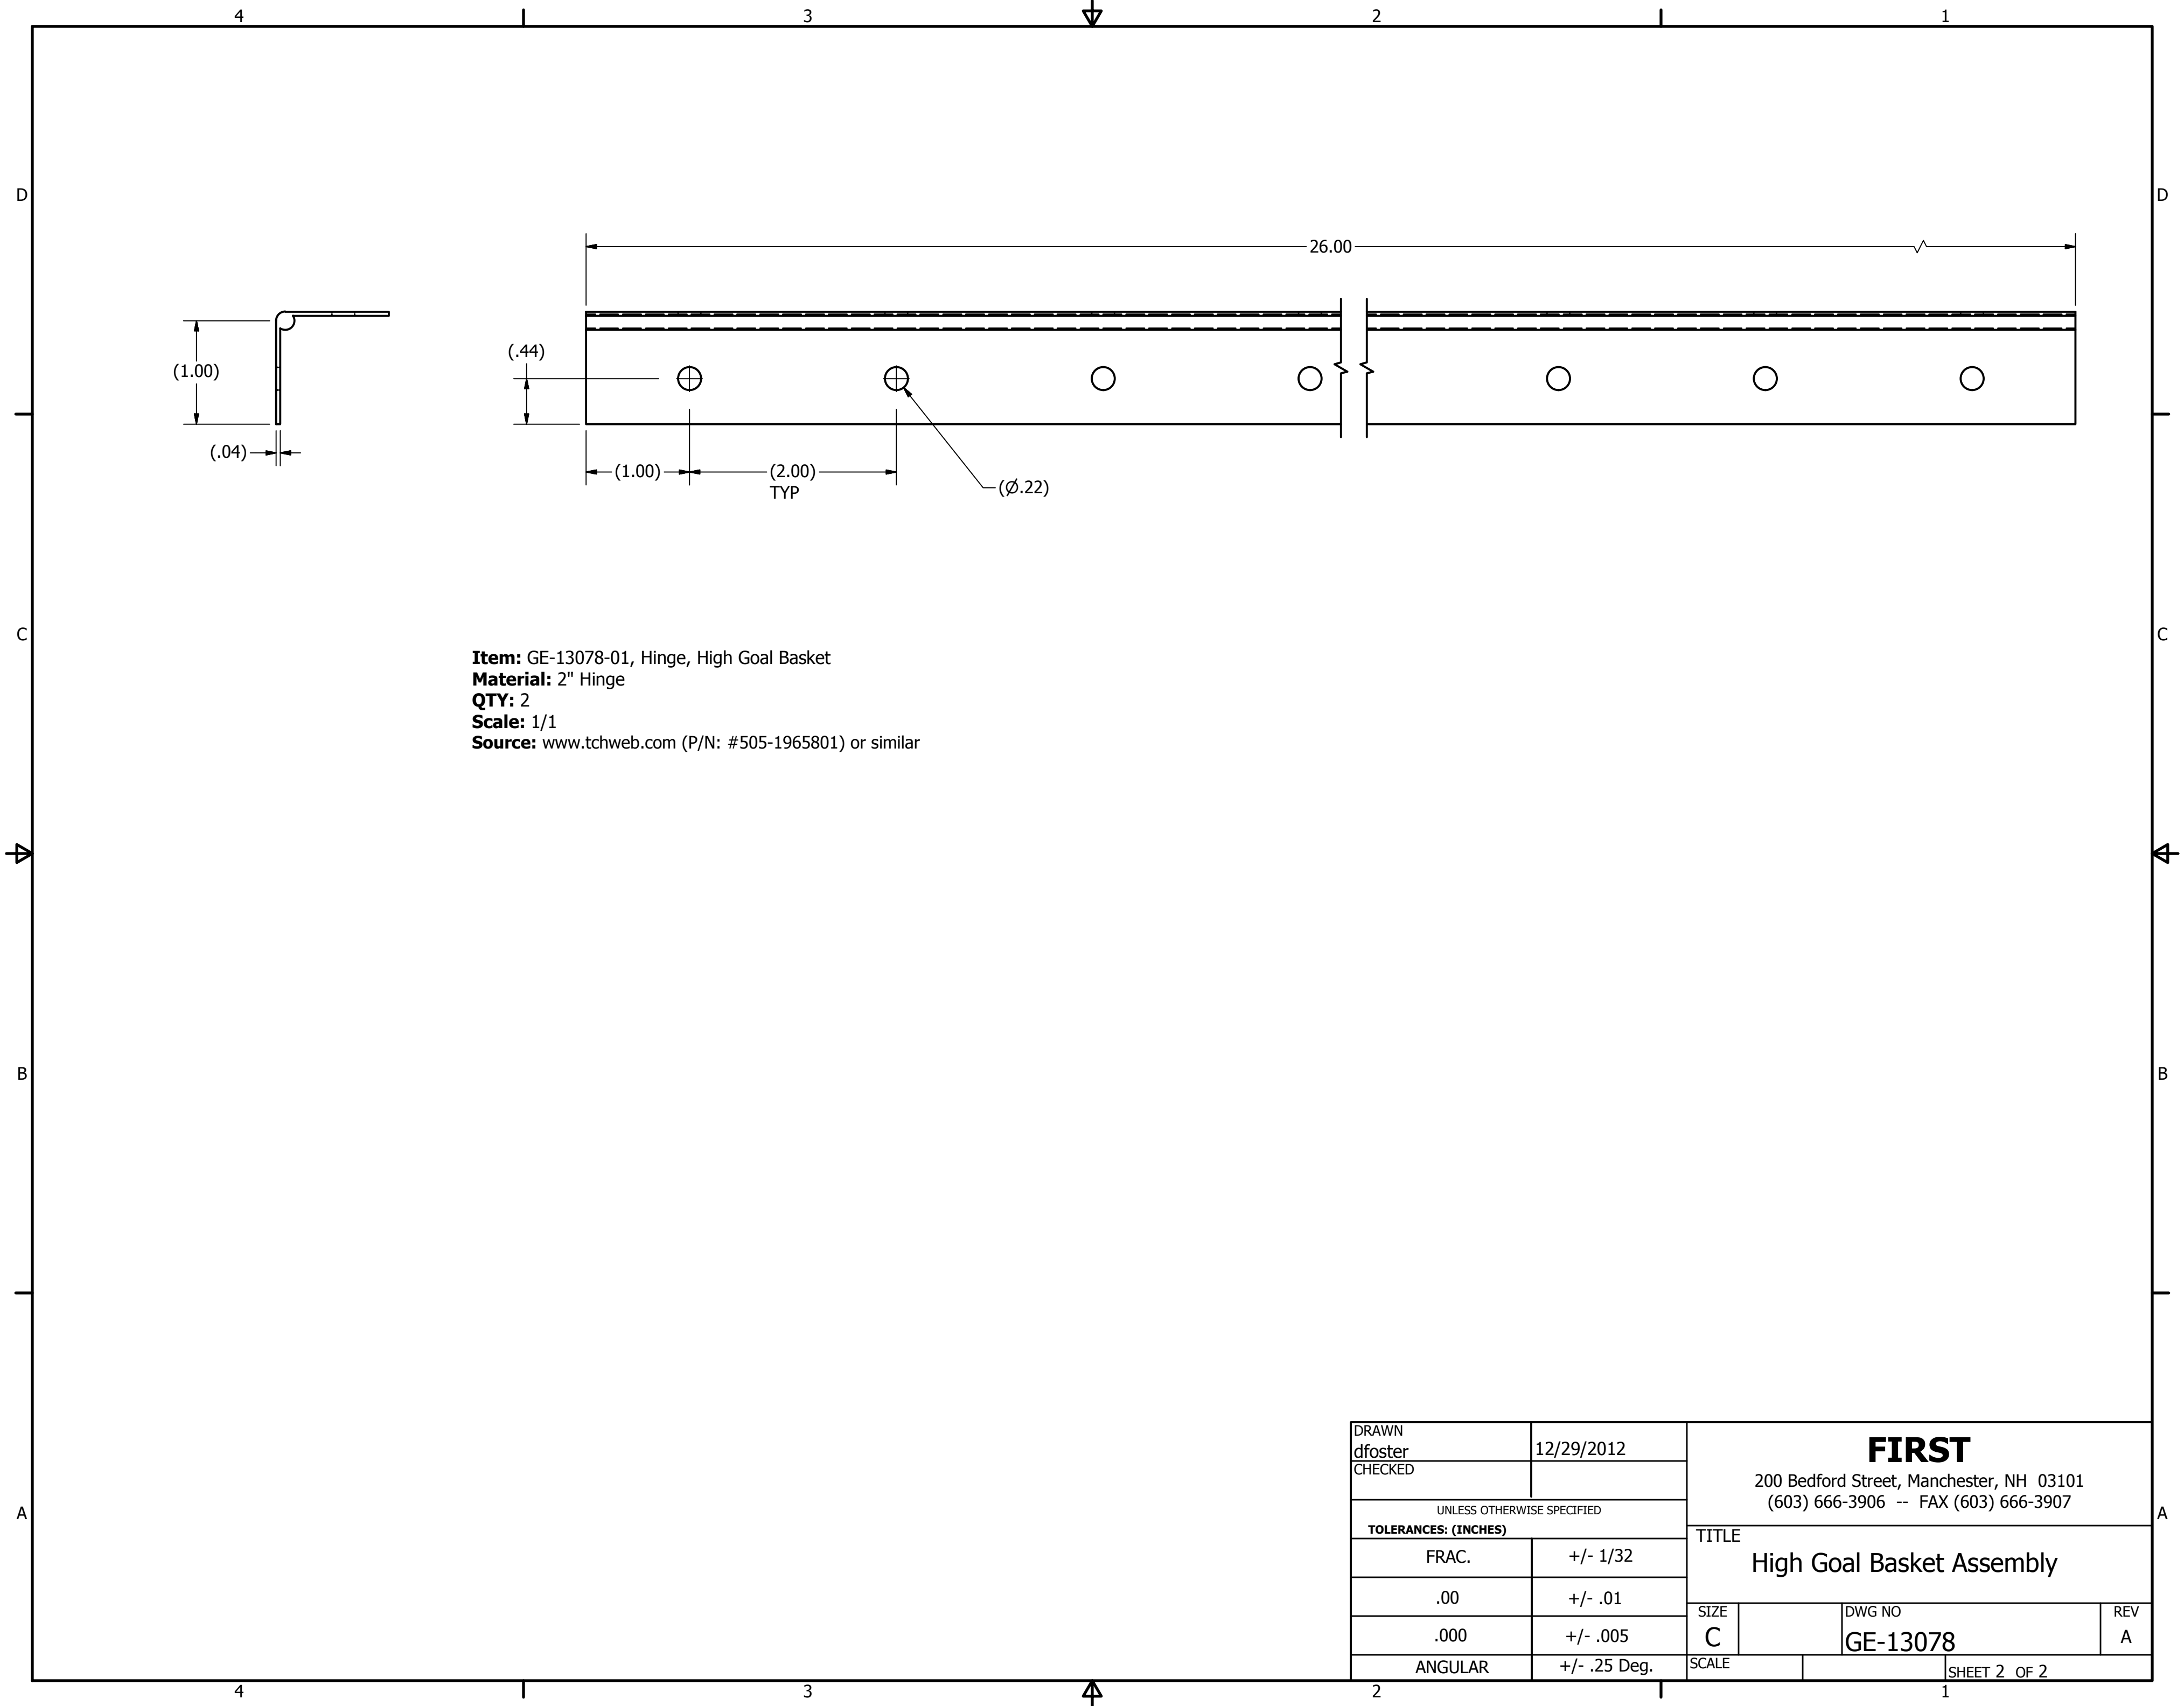 4 3 2 1
D D
26.00
(.44)
(1.00)
(.04)
(1.00) (2.00)
TYP
(Ø.22)
C C
Item: GE-13078-01, Hinge, High Goal Basket
Material: 2" Hinge
QTY: 2
Scale: 1/1
Source: www.tchweb.com (P/N: #505-1965801) or similar
B B
A A
DRAWN
dfoster 12/29/2012
CHECKED
UNLESS OTHERWISE SPECIFIED
TOLERANCES: (INCHES)
FRAC. +/- 1/32
.00 +/- .01
.000 +/- .005
ANGULAR +/- .25 Deg.
FIRST
200 Bedford Street, Manchester, NH 03101
(603) 666-3906 -- FAX (603) 666-3907
TITLE
High Goal Basket Assembly
SIZE DWG NO REV
C GE-13078 A
SCALE SHEET 2 OF 2
4 3 2 1